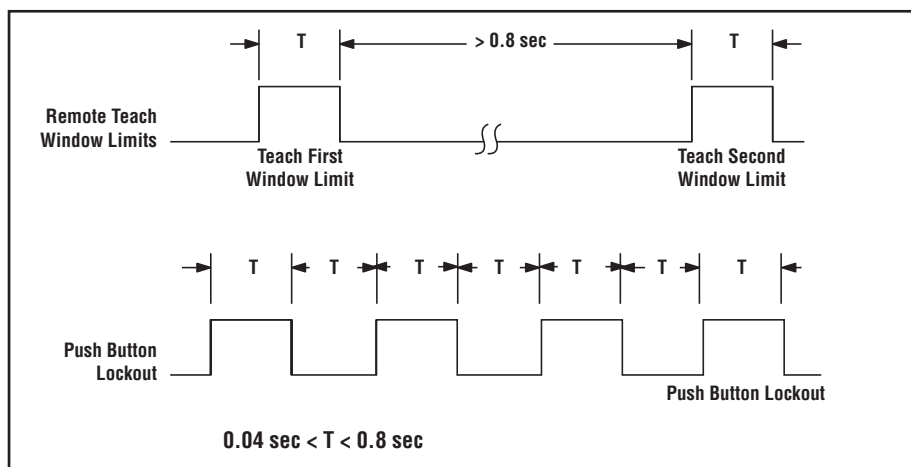 T > 0.8 sec T
Remote Teach
Window Limits
Teach First
Window Limit
Teach Second
Window Limit
T T T T T T T
Push Button
Lockout
Push Button Lockout
0.04 sec < T < 0.8 sec